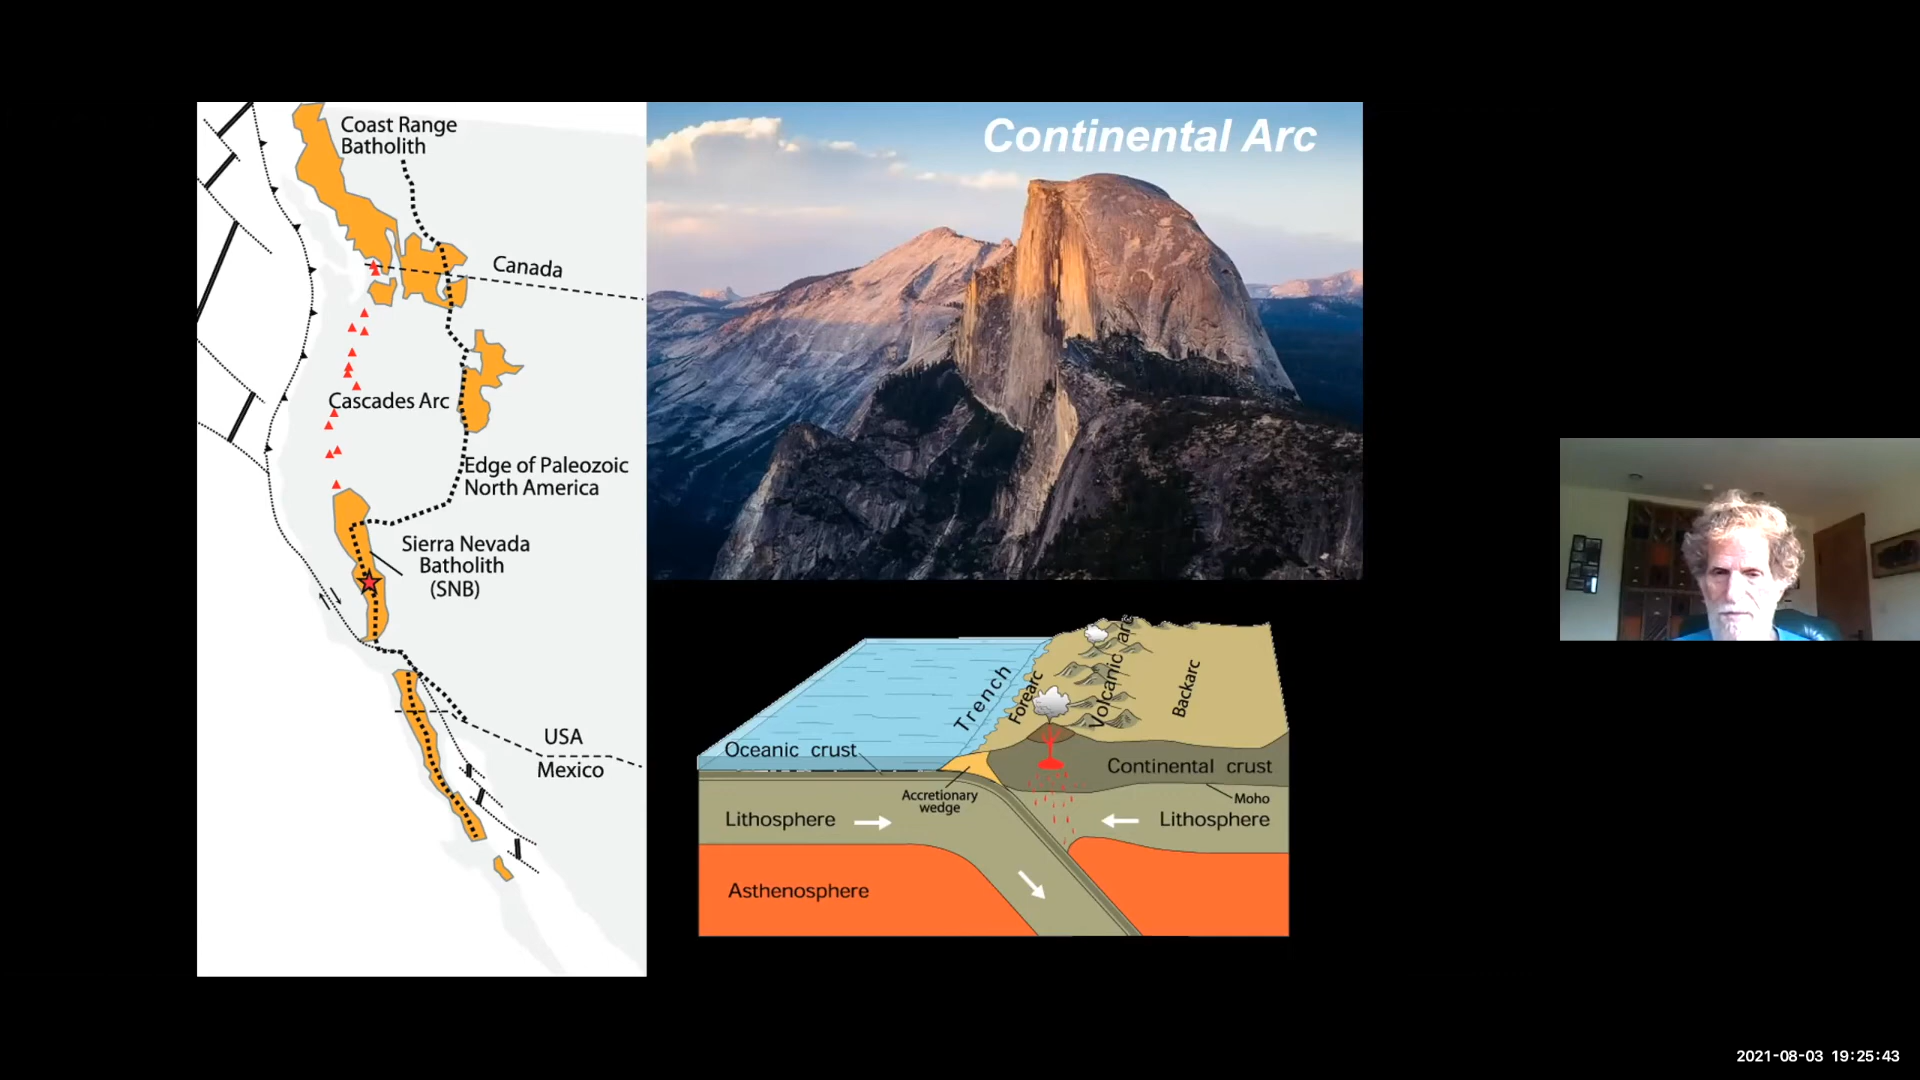 Coast Range
Batholith
Canada
Cascades Arc
Edge of Paleozoic
North America
Sierra Nevada
Batholith
(SNB)
USA
Mexico
Continental Arc
Trench
Forearc
Volcanic arc
Backarc
Oceanic crust
Continental crust
Accretionary
wedge
Moho
Lithosphere
Lithosphere
Asthenosphere
2021-08-03 19:25:43